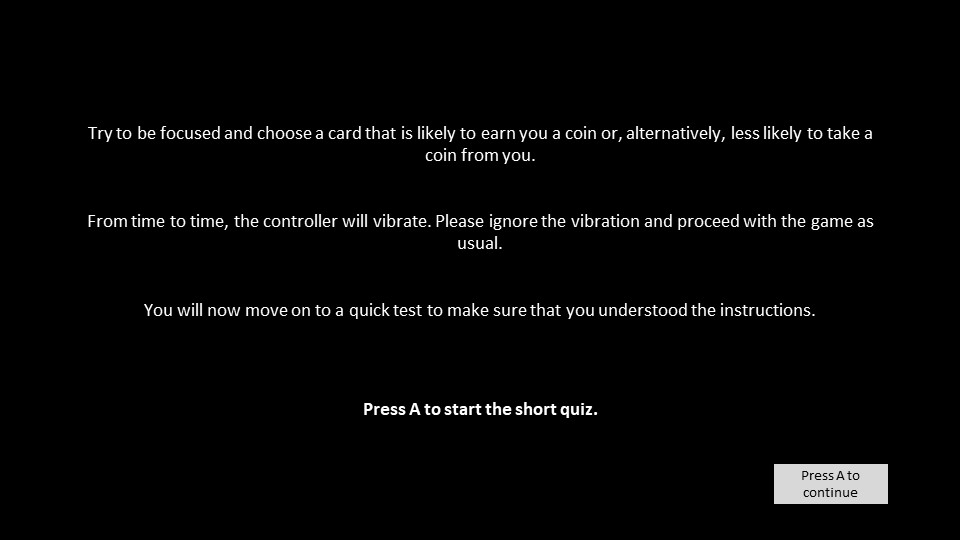 Try to be focused and choose a card that is likely to earn you a coin or, alternatively, less likely to take a
coin from you.
From time to time, the controller will vibrate. Please ignore the vibration and proceed with the game as
usual.
You will now move on to a quick test to make sure that you understood the instructions.
Press A to start the short quiz.
Press A to
continue